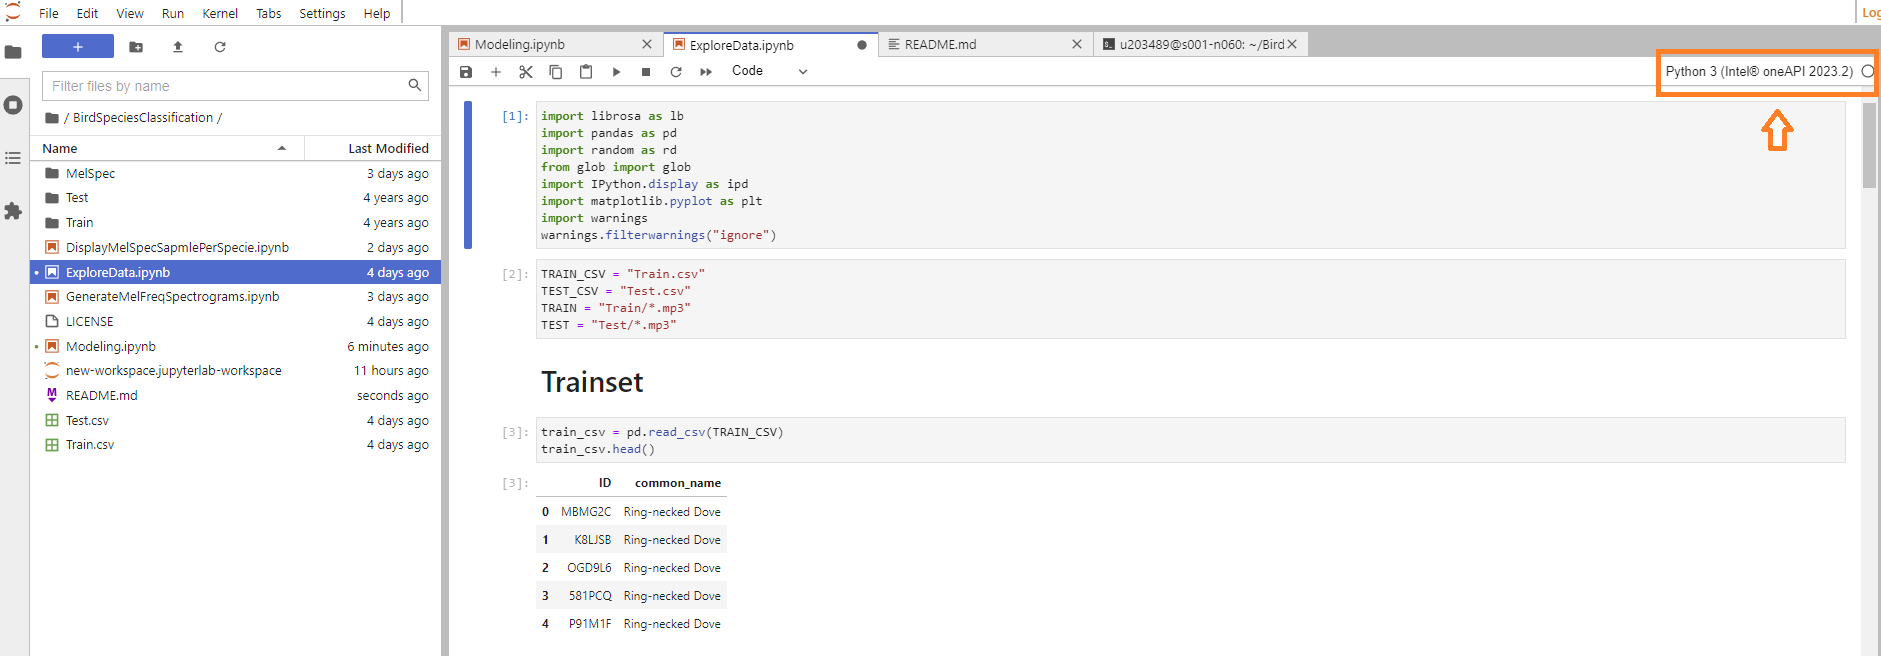 File Edit View Run Kernel Tabs Settings Help
Log
+
Filter files by name
/ BirdSpeciesClassification /
Name Last Modified
MelSpec 3 days ago
Test 4 years ago
Train 4 years ago
DisplayMelSpecSapmlePerSpecie.ipynb 2 days ago
ExploreData.ipynb 4 days ago
GenerateMelFreqSpectrograms.ipynb 3 days ago
LICENSE 4 days ago
Modeling.ipynb 6 minutes ago
new-workspace.jupyterlab-workspace 11 hours ago
README.md seconds ago
Test.csv 4 days ago
Train.csv 4 days ago
Modeling.ipynb ExploreData.ipynb README.md u203489@s001-n060: ~/Bird
Code
Python 3 (Intel® oneAPI 2023.2)
[1]: import librosa as lb
import pandas as pd
import random as rd
from glob import glob
import IPython.display as ipd
import matplotlib.pyplot as plt
import warnings
warnings.filterwarnings("ignore")
[2]: TRAIN_CSV = "Train.csv"
TEST_CSV = "Test.csv"
TRAIN = "Train/*.mp3"
TEST = "Test/*.mp3"
Trainset
[3]: train_csv = pd.read_csv(TRAIN_CSV)
train_csv.head()
[3]: ID common_name
0 MBMG2C Ring-necked Dove
1 K8LJSB Ring-necked Dove
2 OGD9L6 Ring-necked Dove
3 581PCQ Ring-necked Dove
4 P91M1F Ring-necked Dove